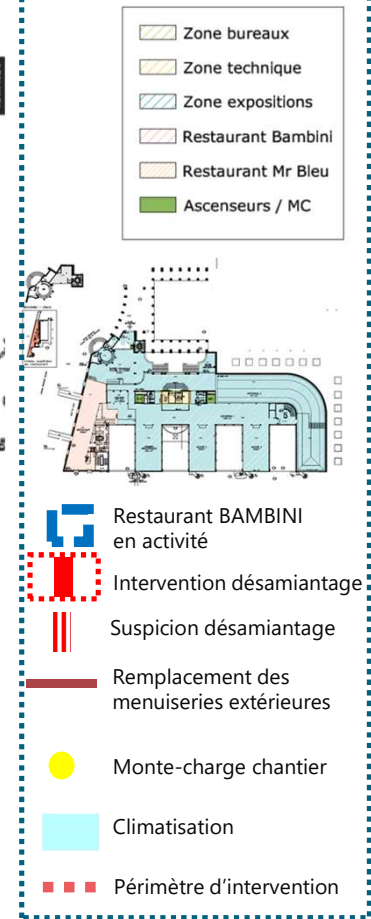 Zone bureaux
Zone technique
Zone expositions
Restaurant Bambini
Restaurant Mr Bleu
Ascenseurs / MC
Restaurant BAMBINI
en activité
Intervention désamiantage
Suspicion désamiantage
Remplacement des
menuiseries extérieures
Monte-charge chantier
Climatisation
Périmètre d’intervention